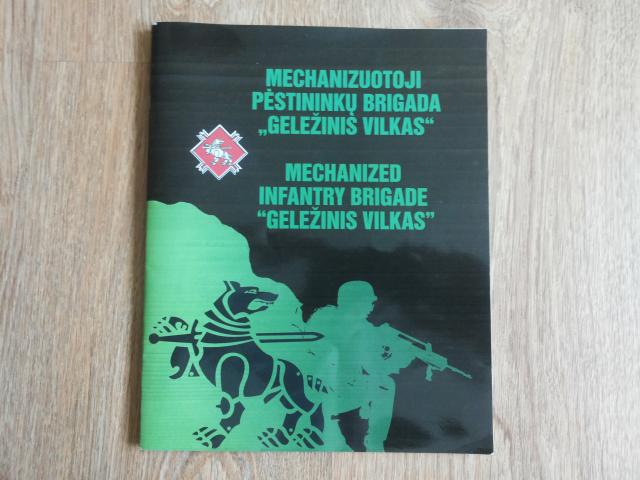 MECHANIZUOTOJI
PĖSTININKŲ BRIGADA
„GELEŽINIS VILKAS“
MECHANIZED
INFANTRY BRIGADE
“GELEŽINIS VILKAS”